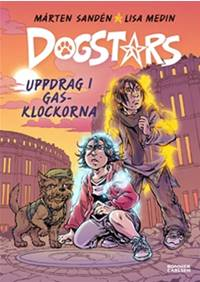 MÅRTEN SANDÉN ★ LISA MEDIN
DOGSTARS
UPPDRAG I
GAS-
KLOCKORNA
BONNIER
CARLSEN